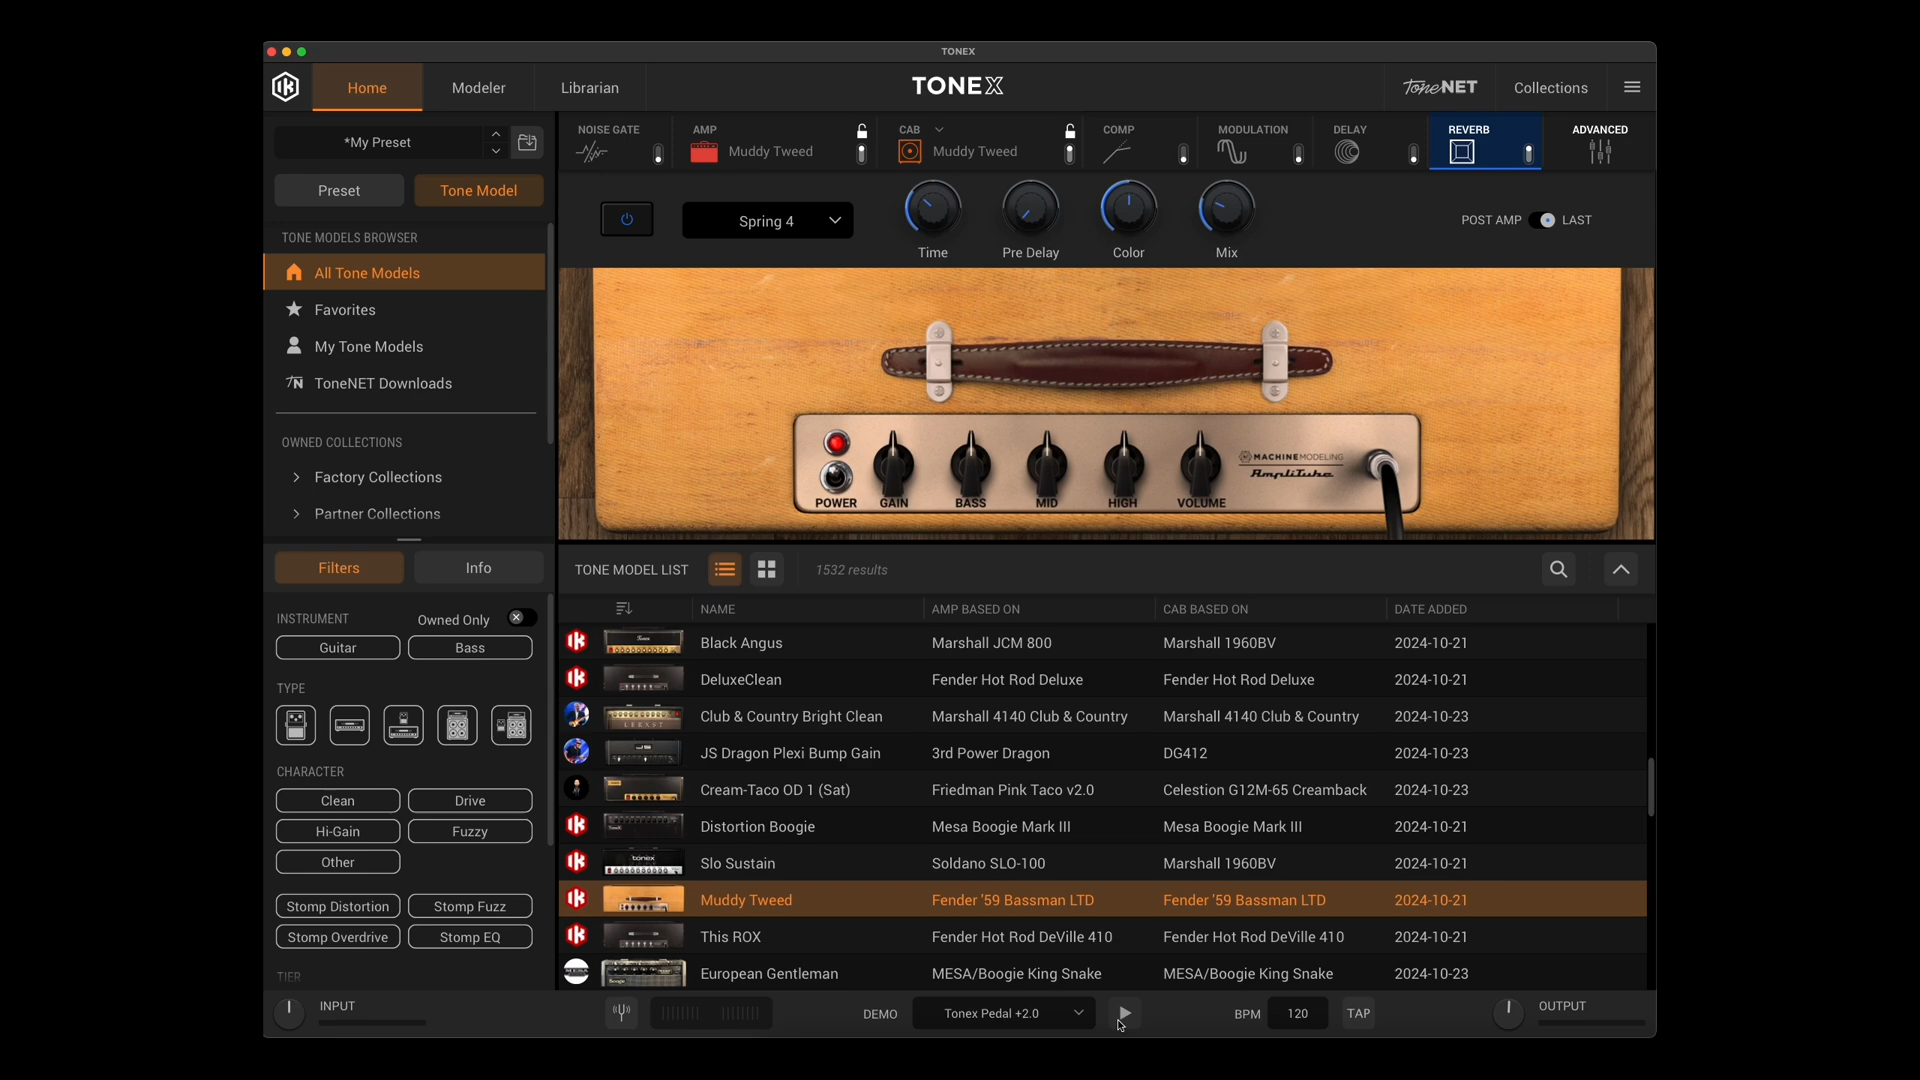 TONEX
Home
Modeler
Librarian
TONEX
ToneNET
Collections
*My Preset
Preset
Tone Model
NOISE GATE
AMP
Muddy Tweed
CAB
Muddy Tweed
COMP
MODULATION
DELAY
REVERB
ADVANCED
Spring 4
Time
Pre Delay
Color
Mix
POST AMP
LAST
TONE MODELS BROWSER
All Tone Models
Favorites
My Tone Models
ToneNET Downloads
OWNED COLLECTIONS
Factory Collections
Partner Collections
MACHINEMODELING
AmpliTube
POWER
GAIN
BASS
MID
HIGH
VOLUME
Filters
Info
INSTRUMENT
Owned Only
Guitar
Bass
TYPE
CHARACTER
Clean
Drive
Hi-Gain
Fuzzy
Other
Stomp Distortion
Stomp Fuzz
Stomp Overdrive
Stomp EQ
TIER
TONE MODEL LIST
1532 results
NAME AMP BASED ON CAB BASED ON DATE ADDED
Black Angus Marshall JCM 800 Marshall 1960BV 2024-10-21
DeluxeClean Fender Hot Rod Deluxe Fender Hot Rod Deluxe 2024-10-21
Club & Country Bright Clean Marshall 4140 Club & Country Marshall 4140 Club & Country 2024-10-23
JS Dragon Plexi Bump Gain 3rd Power Dragon DG412 2024-10-23
Cream-Taco OD 1 (Sat) Friedman Pink Taco v2.0 Celestion G12M-65 Creamback 2024-10-23
Distortion Boogie Mesa Boogie Mark III Mesa Boogie Mark III 2024-10-21
Slo Sustain Soldano SLO-100 Marshall 1960BV 2024-10-21
Muddy Tweed Fender '59 Bassman LTD Fender '59 Bassman LTD 2024-10-21
This ROX Fender Hot Rod DeVille 410 Fender Hot Rod DeVille 410 2024-10-21
European Gentleman MESA/Boogie King Snake MESA/Boogie King Snake 2024-10-23
INPUT
DEMO
Tonex Pedal +2.0
BPM
120
TAP
OUTPUT